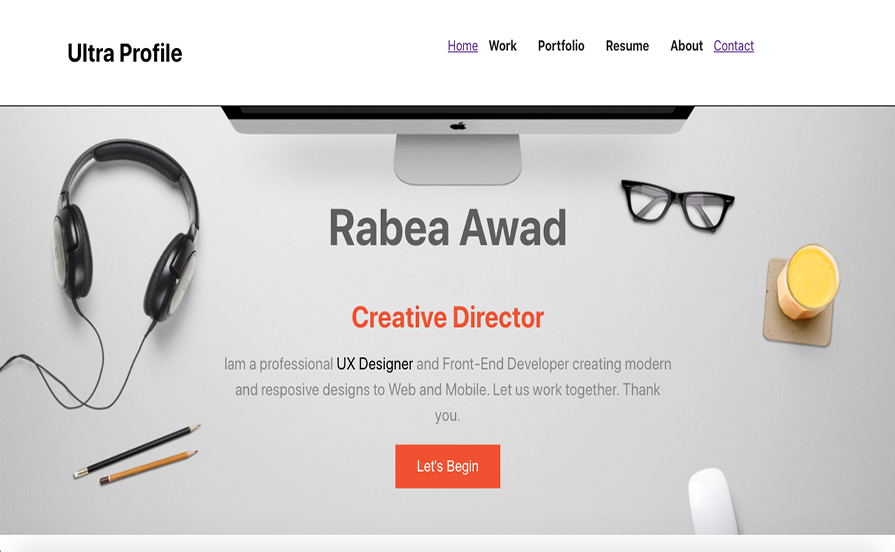 Ultra Profile
Home Work Portfolio Resume About Contact
Rabea Awad
Creative Director
Iam a professional UX Designer and Front-End Developer creating modern
and resposive designs to Web and Mobile. Let us work together. Thank
you.
Let's Begin